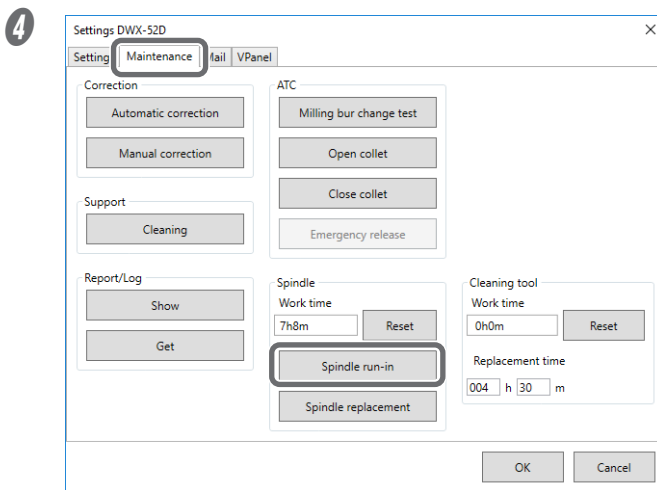 4
Settings DWX-52D
Setting Maintenance Mail VPanel
Correction
Automatic correction
Manual correction
Support
Cleaning
Report/Log
Show
Get
ATC
Milling bur change test
Open collet
Close collet
Emergency release
Spindle
Work time
7h8m Reset
Spindle run-in
Spindle replacement
Cleaning tool
Work time
0h0m Reset
Replacement time
004 h 30 m
OK Cancel